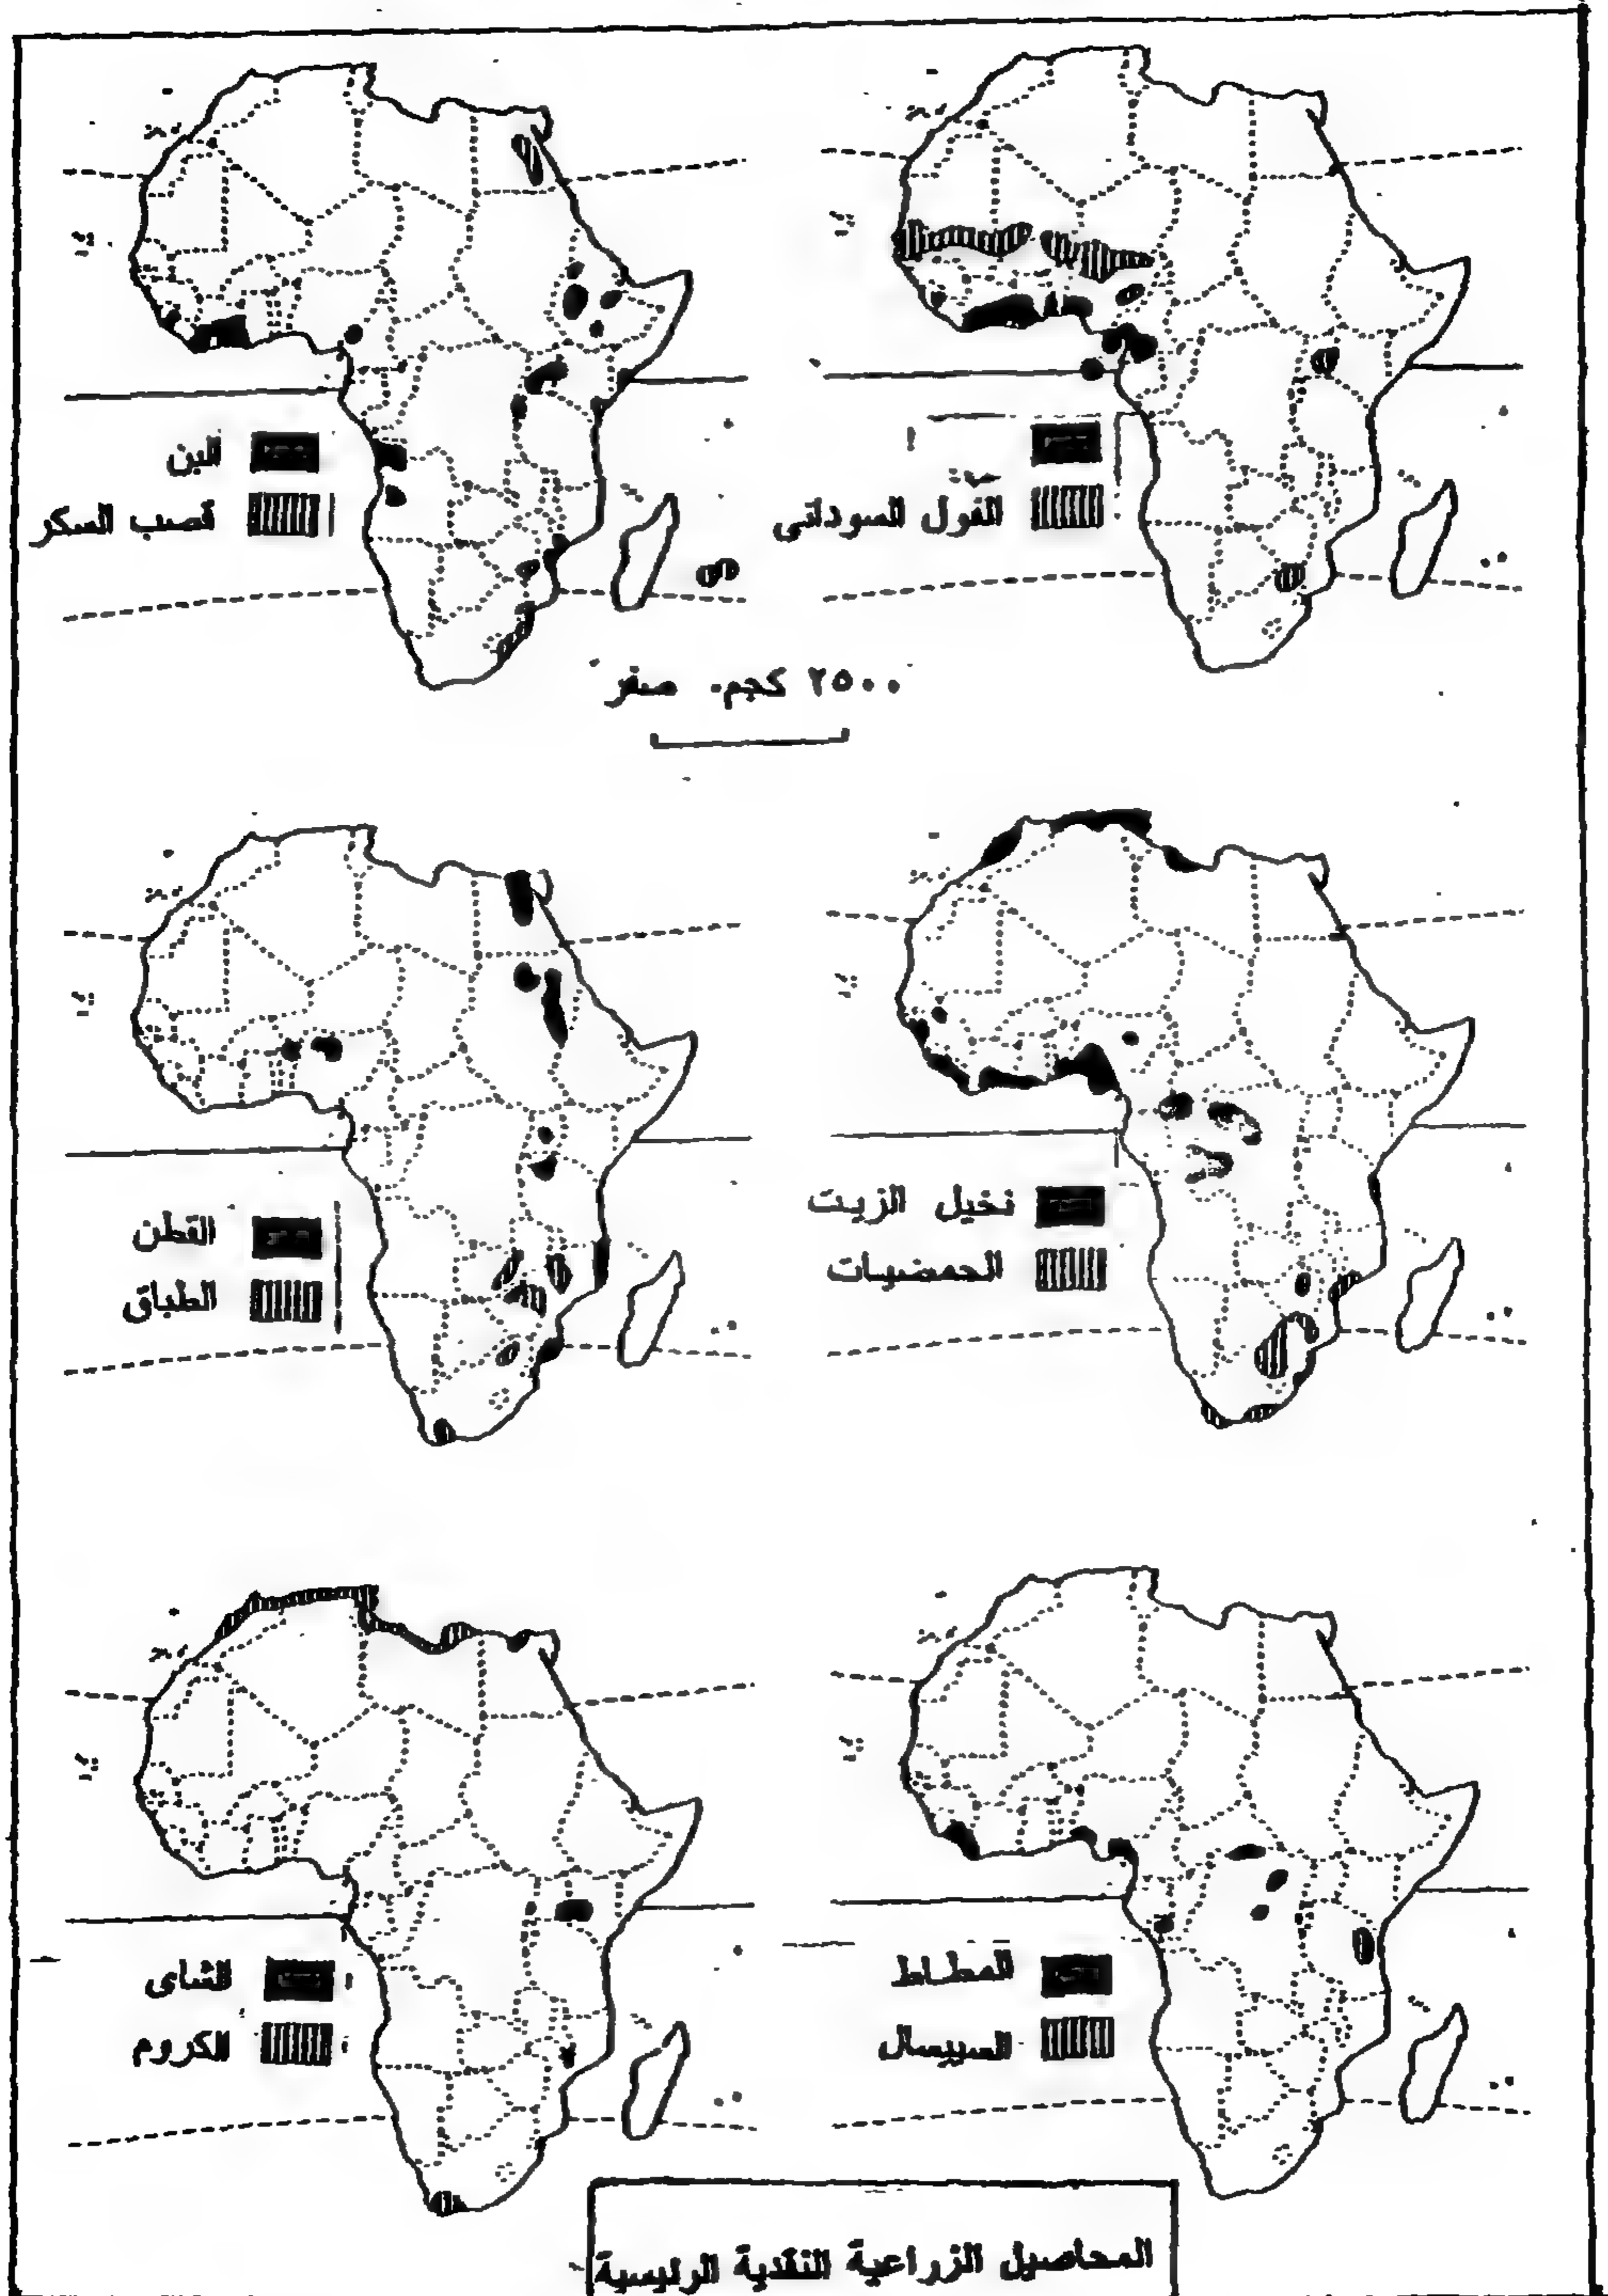 الفول السودانى
البن
قصب السكر
٢٥٠٠ كجم. صفر
نخيل الزيت
الحمضيات
القطن
الطباق
المطاط
السيسال
الشاى
الكروم
المحاصيل الزراعية النقدية الرئيسية